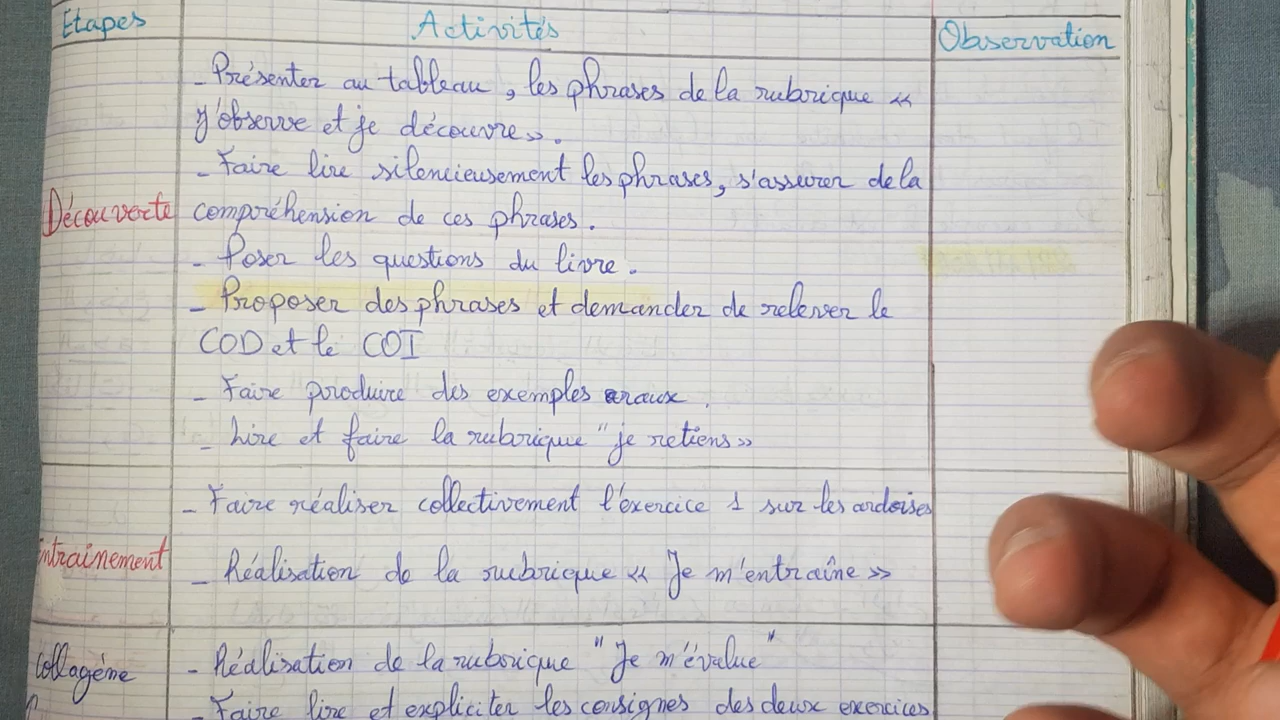 Etapes
Activités
Observation
- Présenter au tableau, les phrases de la rubrique «
J'observe et je découvre».
- Faire lire silencieusement les phrases, s'assurer de la
Découverte
compréhension de ces phrases.
- Poser les questions du livre.
- Proposer des phrases et demander de relever le
COD et le COI
- Faire produire des exemples oraux.
- Lire et faire la rubrique "je retiens»
- Faire réaliser collectivement l'exercice 1 sur les ardoises
ntrainement
- Réalisation de la rubrique « Je m'entraîne »
Collagéne
- Réalisation de la rubrique "Je m'évalue"
- Faire lire et expliciter les consignes des deux exercices